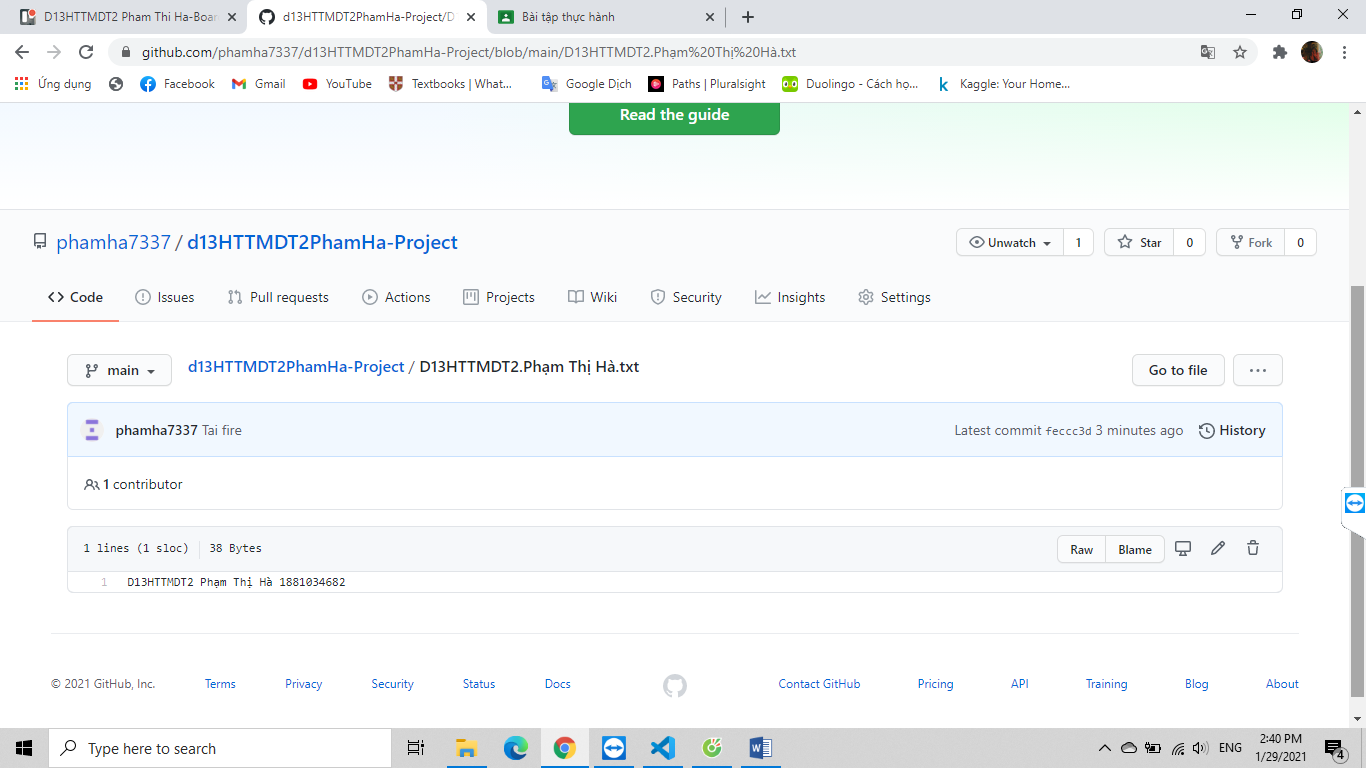 D13HTTMDT2 Pham Thi Ha-Boar
d13HTTMDT2PhamHa-Project/D
Bài tập thực hành
github.com/phamha7337/d13HTTMDT2PhamHa-Project/blob/main/D13HTTMDT2.Phạm%20Thị%20Hà.txt
Ứng dụng
Facebook
Gmail
YouTube
Textbooks | What...
Google Dịch
Paths | Pluralsight
Duolingo - Cách họ...
Kaggle: Your Home...
Read the guide
phamha7337 / d13HTTMDT2PhamHa-Project
Unwatch 1
Star 0
Fork 0
Code
Issues
Pull requests
Actions
Projects
Wiki
Security
Insights
Settings
main
d13HTTMDT2PhamHa-Project / D13HTTMDT2.Phạm Thị Hà.txt
Go to file
phamha7337 Tai fire
Latest commit feccc3d 3 minutes ago
History
1 contributor
1 lines (1 sloc)
38 Bytes
Raw
Blame
1 D13HTTMDT2 Phạm Thị Hà 1881034682
© 2021 GitHub, Inc.
Terms
Privacy
Security
Status
Docs
Contact GitHub
Pricing
API
Training
Blog
About
Type here to search
ENG
2:40 PM
1/29/2021
4